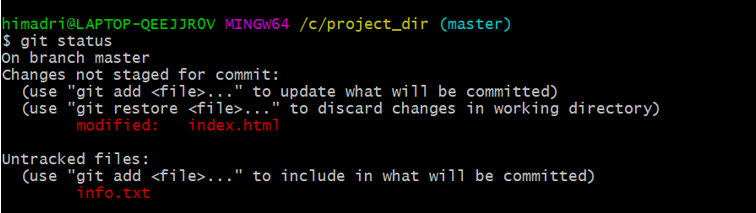 himadri@LAPTOP-QEEJJR0V MINGW64 /c/project_dir (master)
$ git status
On branch master
Changes not staged for commit:
  (use "git add <file>..." to update what will be committed)
  (use "git restore <file>..." to discard changes in working directory)
        modified:   index.html

Untracked files:
  (use "git add <file>..." to include in what will be committed)
        info.txt